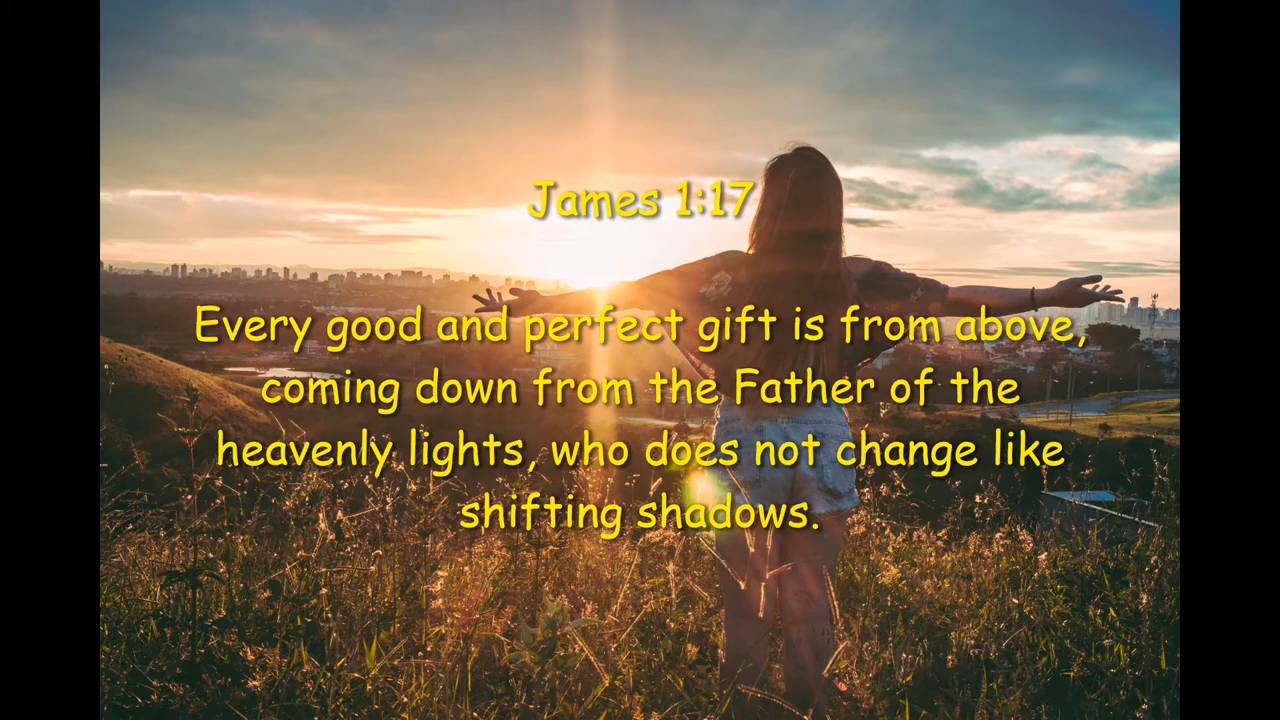 James 1:17
Every good and perfect gift is from above,
coming down from the Father of the
heavenly lights, who does not change like
shifting shadows.